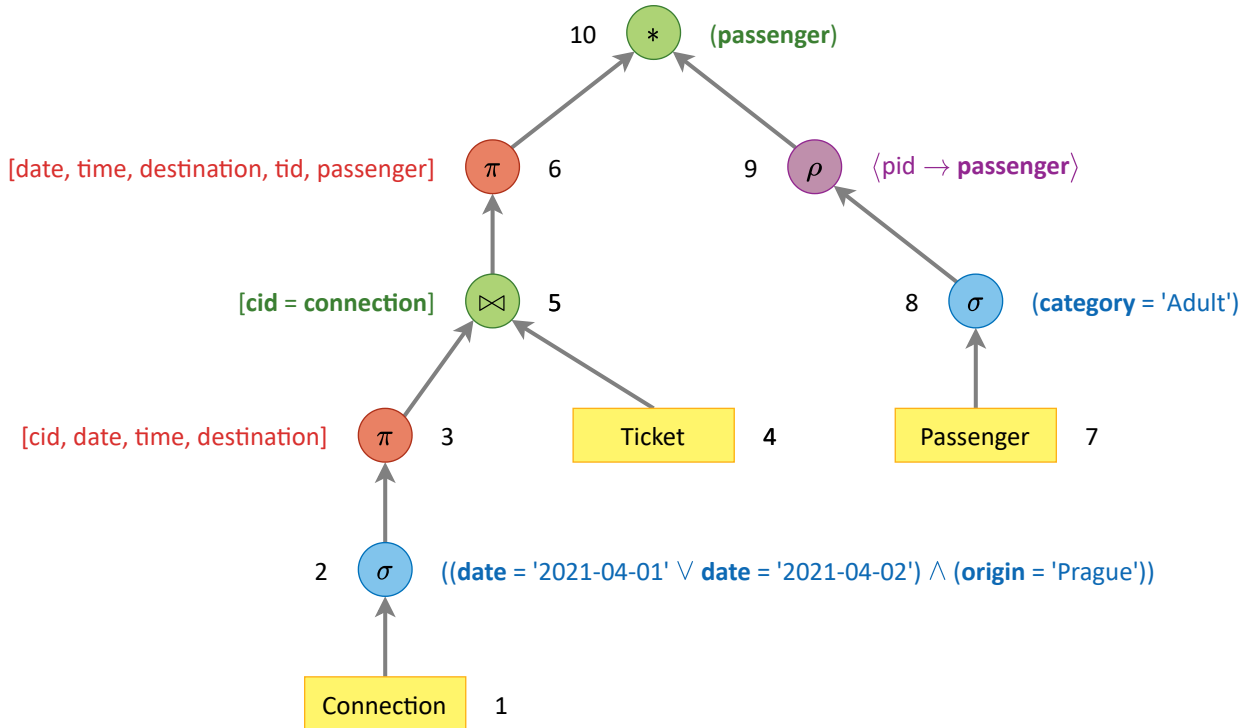 10 * (passenger)
[date, time, destination, tid, passenger] π 6 9 ρ ⟨pid → passenger⟩
[cid = connection] ⋈ 5 8 σ (category = 'Adult')
[cid, date, time, destination] π 3 Ticket 4 Passenger 7
2 σ ((date = '2021-04-01' ∨ date = '2021-04-02') ∧ (origin = 'Prague'))
Connection 1